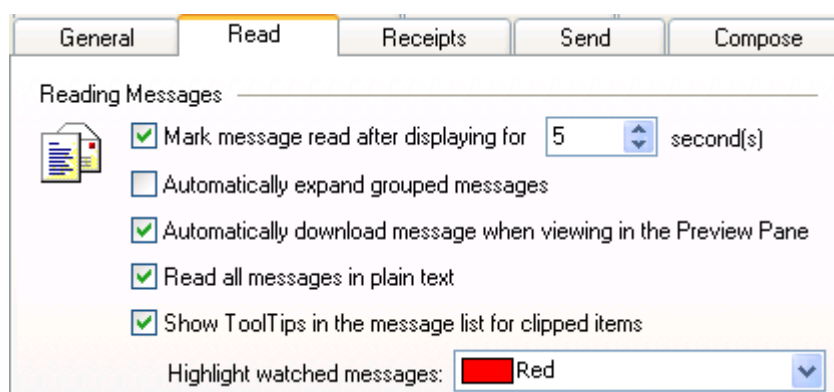 General Read Receipts Send Compose
Reading Messages
Mark message read after displaying for 5 second(s)
Automatically expand grouped messages
Automatically download message when viewing in the Preview Pane
Read all messages in plain text
Show ToolTips in the message list for clipped items
Highlight watched messages: Red